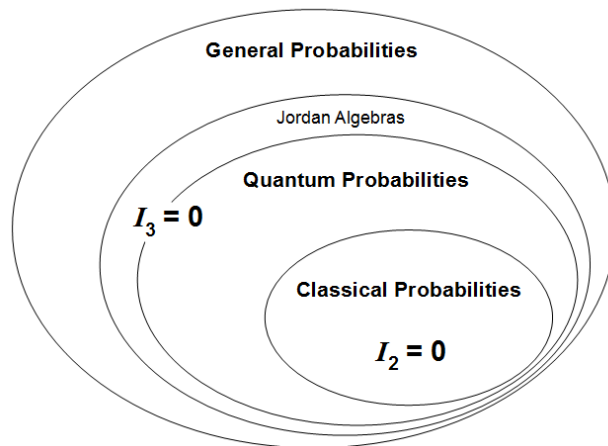 General Probabilities
Jordan Algebras
Quantum Probabilities
I₃ = 0
Classical Probabilities
I₂ = 0